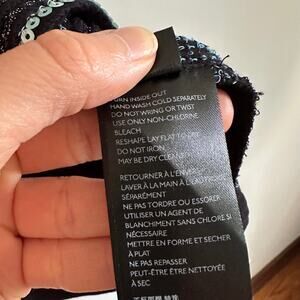 TURN INSIDE OUT
HAND WASH COLD SEPARATELY
DO NOT WRING OR TWIST
USE ONLY NON-CHLORINE
BLEACH
RESHAPE LAY FLAT TO DRY
DO NOT IRON
MAY BE DRY CLEANED
RETOURNER À L'ENVERS
LAVER À LA MAIN À L'EAU
SÉPARÉMENT
NE PAS TORDRE OU ESSORER
UTILISER UN AGENT DE
BLANCHIMENT SANS CHLORE SI
NÉCESSAIRE
METTRE EN FORME ET SÉCHER
À PLAT
NE PAS REPASSER
PEUT-ÊTRE ÊTRE NETTOYÉ
À SEC